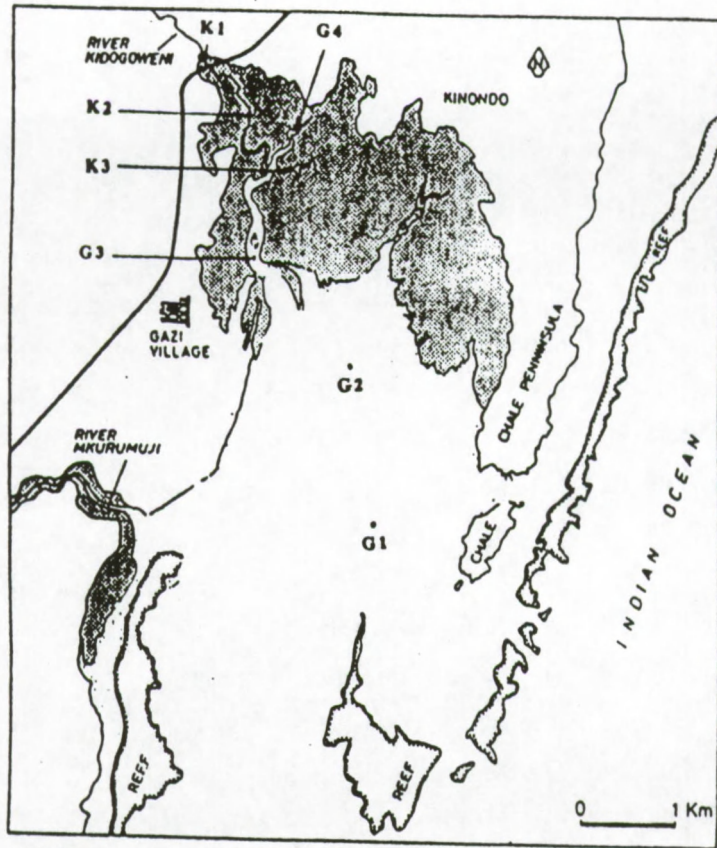 K1
G4
RIVER
KIDOGOWENI
N
KINONDO
K2
K3
REEF
G3
GAZI
VILLAGE
CHALE PENINSULA
G2
RIVER
MKURUMUJI
INDIAN OCEAN
G1
CHALE
REEF
REEF
0 1 Km